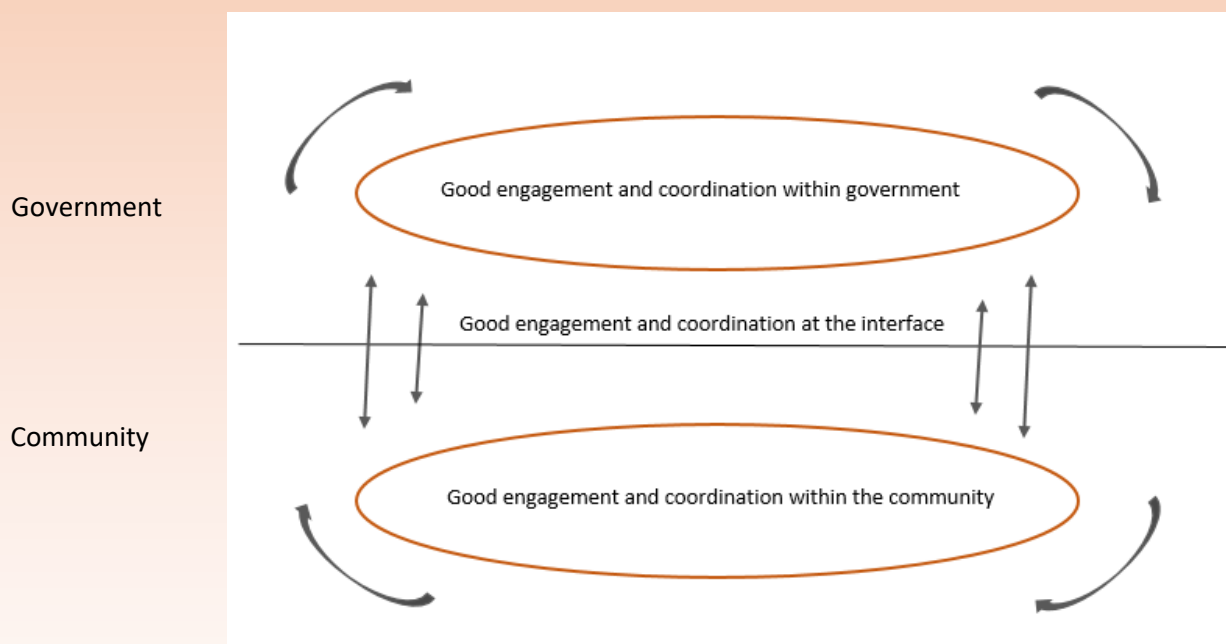 Good engagement and coordination within government
Government
Good engagement and coordination at the interface
Community
Good engagement and coordination within the community